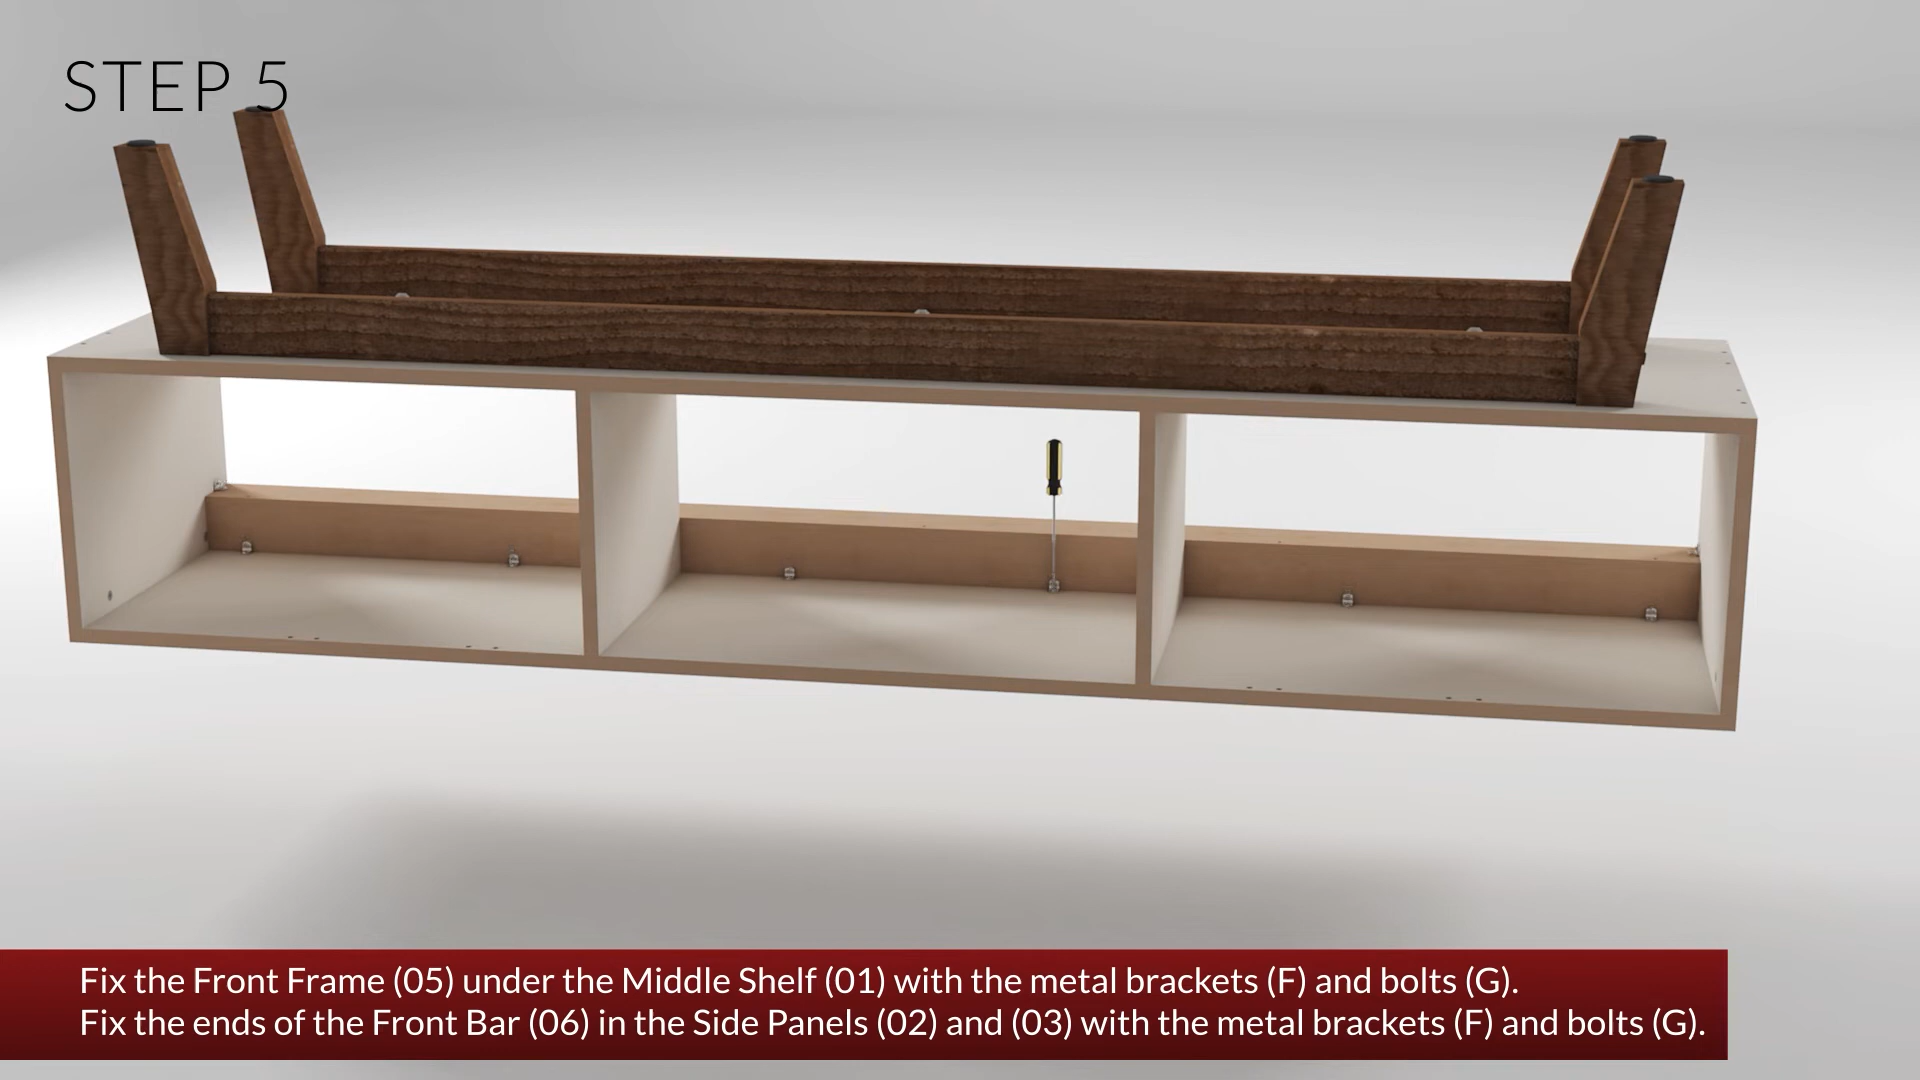 STEP 5
Fix the Front Frame (05) under the Middle Shelf (01) with the metal brackets (F) and bolts (G).
Fix the ends of the Front Bar (06) in the Side Panels (02) and (03) with the metal brackets (F) and bolts (G).